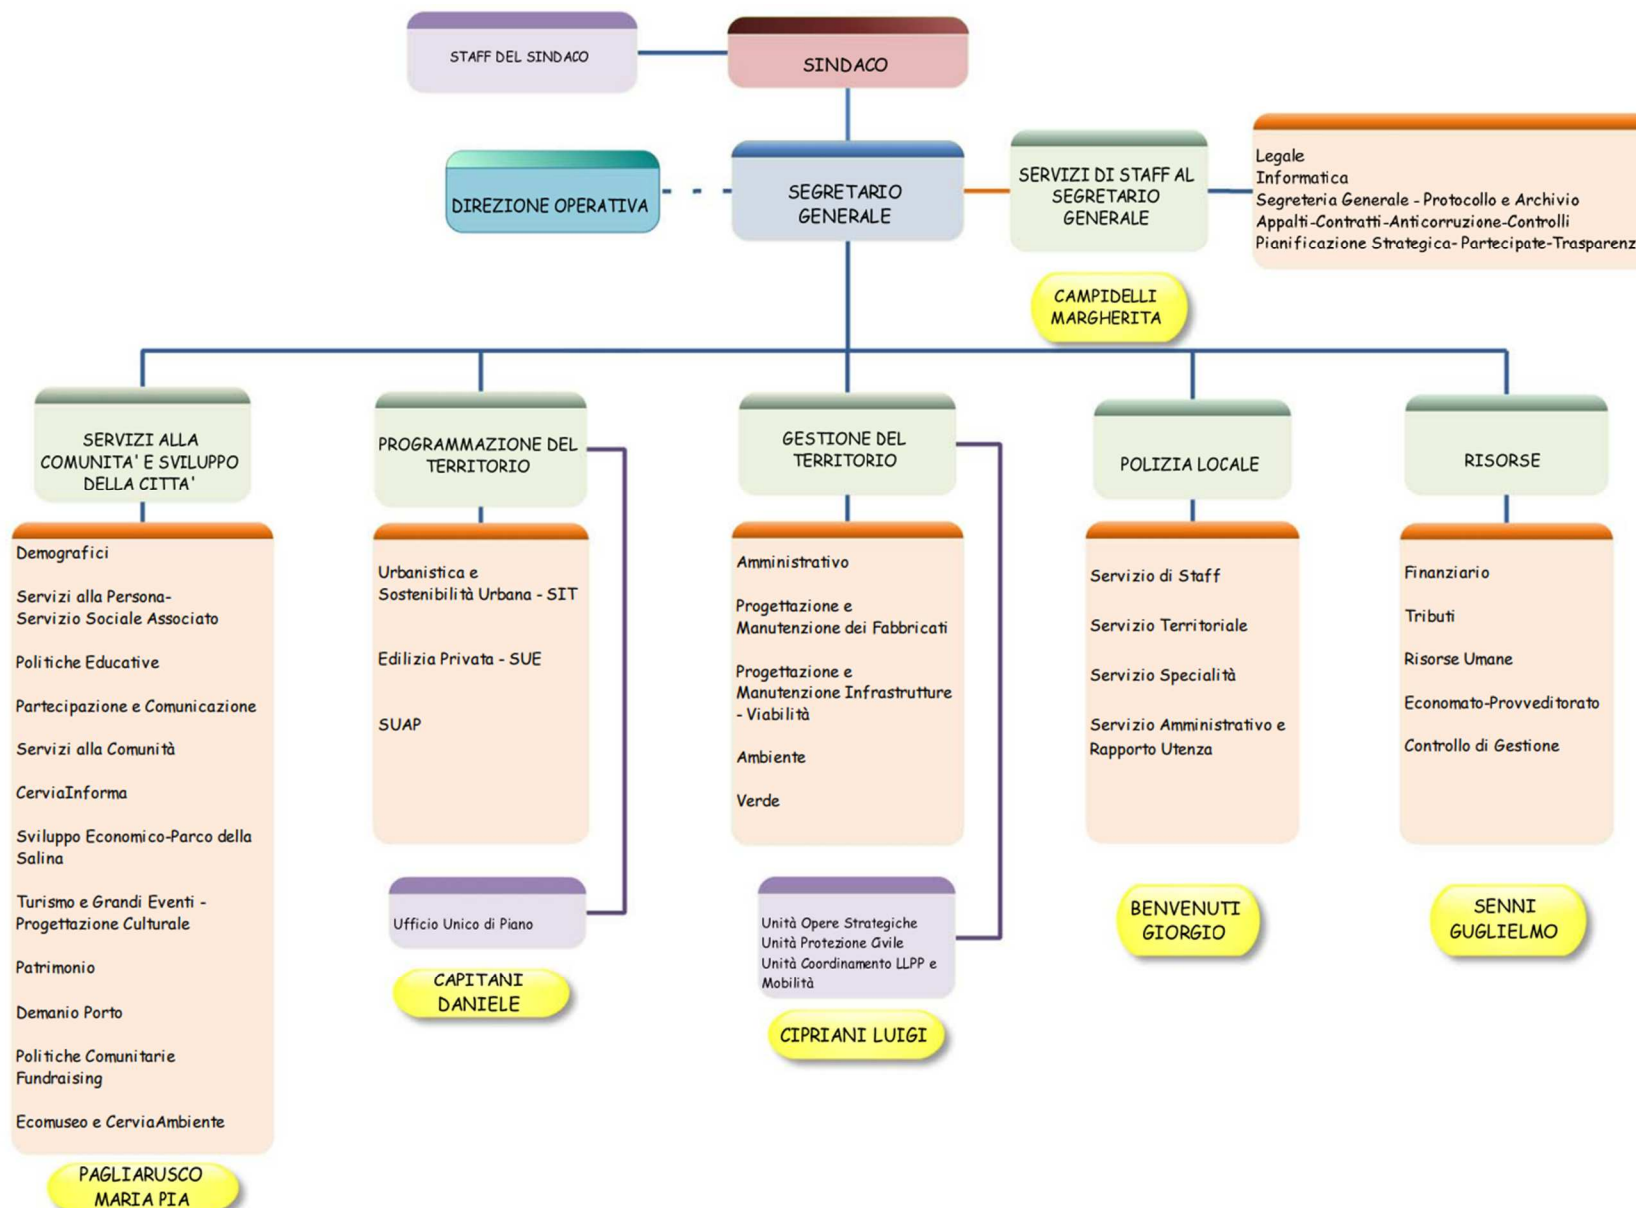 STAFF DEL SINDACO
SINDACO
DIREZIONE OPERATIVA
SEGRETARIO
GENERALE
SERVIZI DI STAFF AL
SEGRETARIO
GENERALE
Legale
Informatica
Segreteria Generale - Protocollo e Archivio
Appalti-Contratti-Anticorruzione-Controlli
Pianificazione Strategica- Partecipate-Trasparenz
CAMPIDELLI
MARGHERITA
SERVIZI ALLA
COMUNITA' E SVILUPPO
DELLA CITTA'
Demografici
Servizi alla Persona-
Servizio Sociale Associato
Politiche Educative
Partecipazione e Comunicazione
Servizi alla Comunità
CerviaInforma
Sviluppo Economico-Parco della
Salina
Turismo e Grandi Eventi -
Progettazione Culturale
Patrimonio
Demanio Porto
Politiche Comunitarie
Fundraising
Ecomuseo e CerviaAmbiente
PAGLIARUSCO
MARIA PIA
PROGRAMMAZIONE DEL
TERRITORIO
Urbanistica e
Sostenibilità Urbana - SIT
Edilizia Privata - SUE
SUAP
Ufficio Unico di Piano
CAPITANI
DANIELE
GESTIONE DEL
TERRITORIO
Amministrativo
Progettazione e
Manutenzione dei Fabbricati
Progettazione e
Manutenzione Infrastrutture
- Viabilità
Ambiente
Verde
Unità Opere Strategiche
Unità Protezione Civile
Unità Coordinamento LLPP e
Mobilità
CIPRIANI LUIGI
POLIZIA LOCALE
Servizio di Staff
Servizio Territoriale
Servizio Specialità
Servizio Amministrativo e
Rapporto Utenza
BENVENUTI
GIORGIO
RISORSE
Finanziario
Tributi
Risorse Umane
Economato-Provveditorato
Controllo di Gestione
SENNI
GUGLIELMO